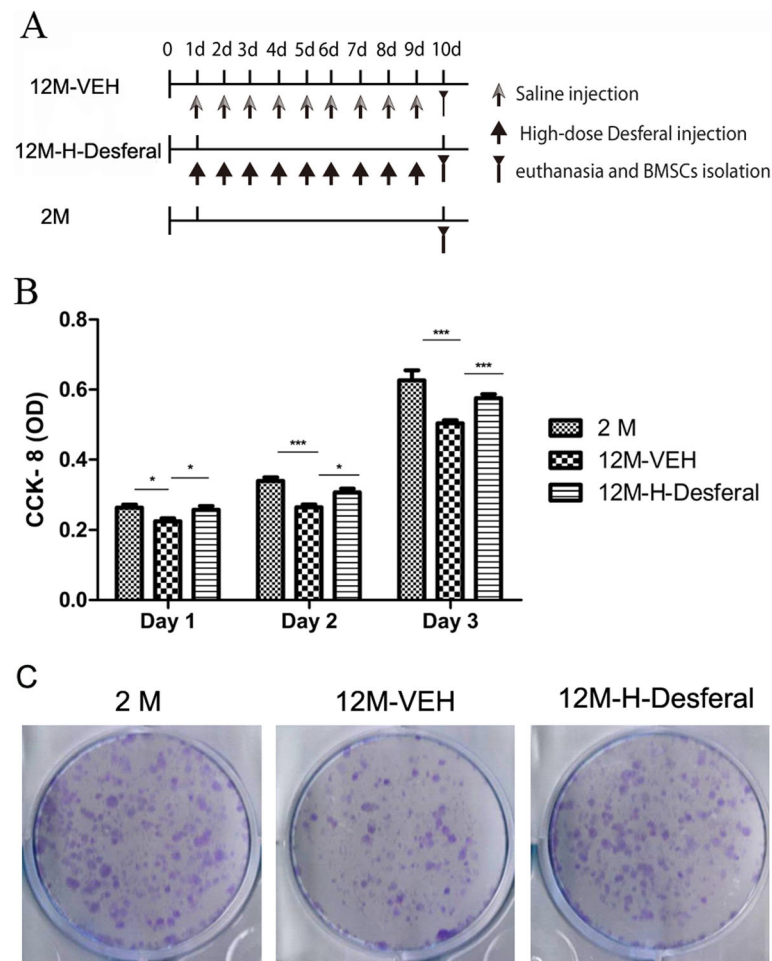 A
0 1d 2d 3d 4d 5d 6d 7d 8d 9d 10d
12M-VEH
Saline injection
12M-H-Desferal
High-dose Desferal injection
euthanasia and BMSCs isolation
2M
B
0.8
0.6
0.4
0.2
0.0
CCK- 8 (OD)
* *
*** *
*** ***
Day 1 Day 2 Day 3
2 M
12M-VEH
12M-H-Desferal
C
2 M 12M-VEH 12M-H-Desferal